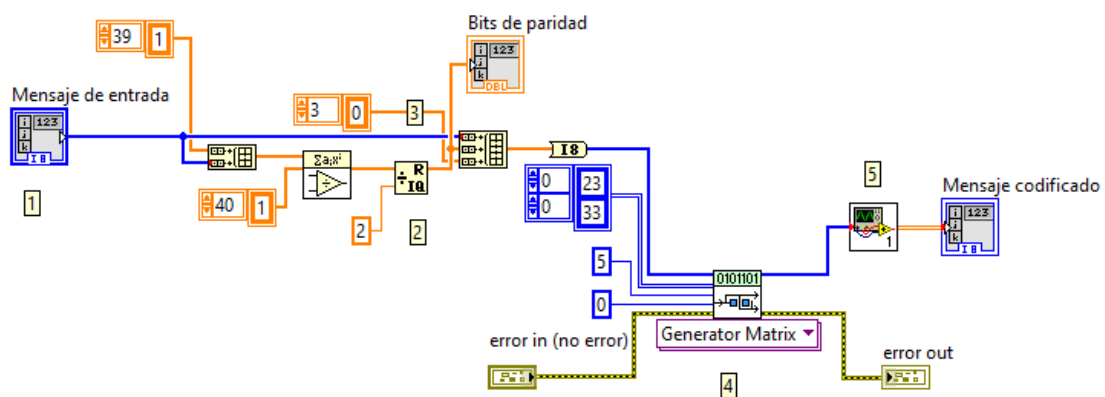 Bits de paridad
39 1
i 123
j
k
DBL
Mensaje de entrada
i 123
j
k
I8
3 0
3
I8
Σaᵢxⁱ
R
IQ
40 1
2
2
1
0 23
0 33
5
1
Mensaje codificado
i 123
j
k
I8
5
0
0101101
Generator Matrix
error in (no error)
error out
4